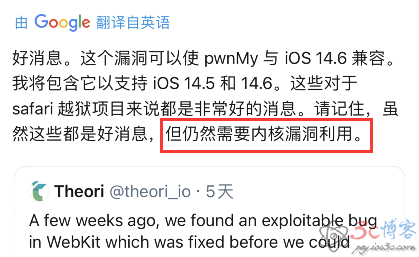 由 Google 翻译自英语
好消息。这个漏洞可以使 pwnMy 与 iOS 14.6 兼容。
我将包含它以支持 iOS 14.5 和 14.6。这些对于
safari 越狱项目来说都是非常好的消息。请记住，虽
然这些都是好消息，但仍然需要内核漏洞利用。
Theori @theori_io · 5天
A few weeks ago, we found an exploitable bug
in WebKit which was fixed before we could
博客